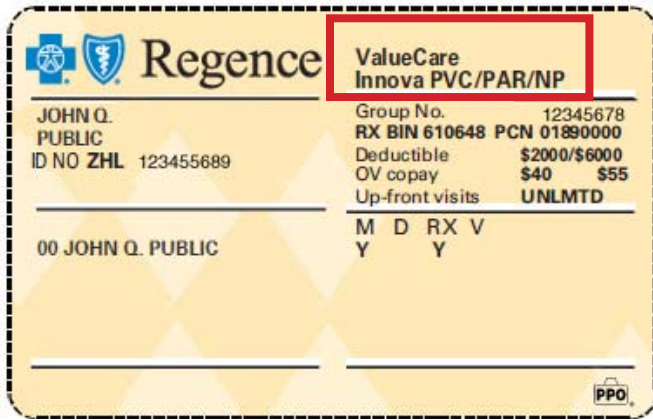 Regence
ValueCare
Innova PVC/PAR/NP
JOHN Q.
PUBLIC
ID NO ZHL 123455689
Group No. 12345678
RX BIN 610648 PCN 01890000
Deductible $2000/$6000
OV copay $40 $55
Up-front visits UNLMTD
00 JOHN Q. PUBLIC
M D RX V
Y Y
PPO